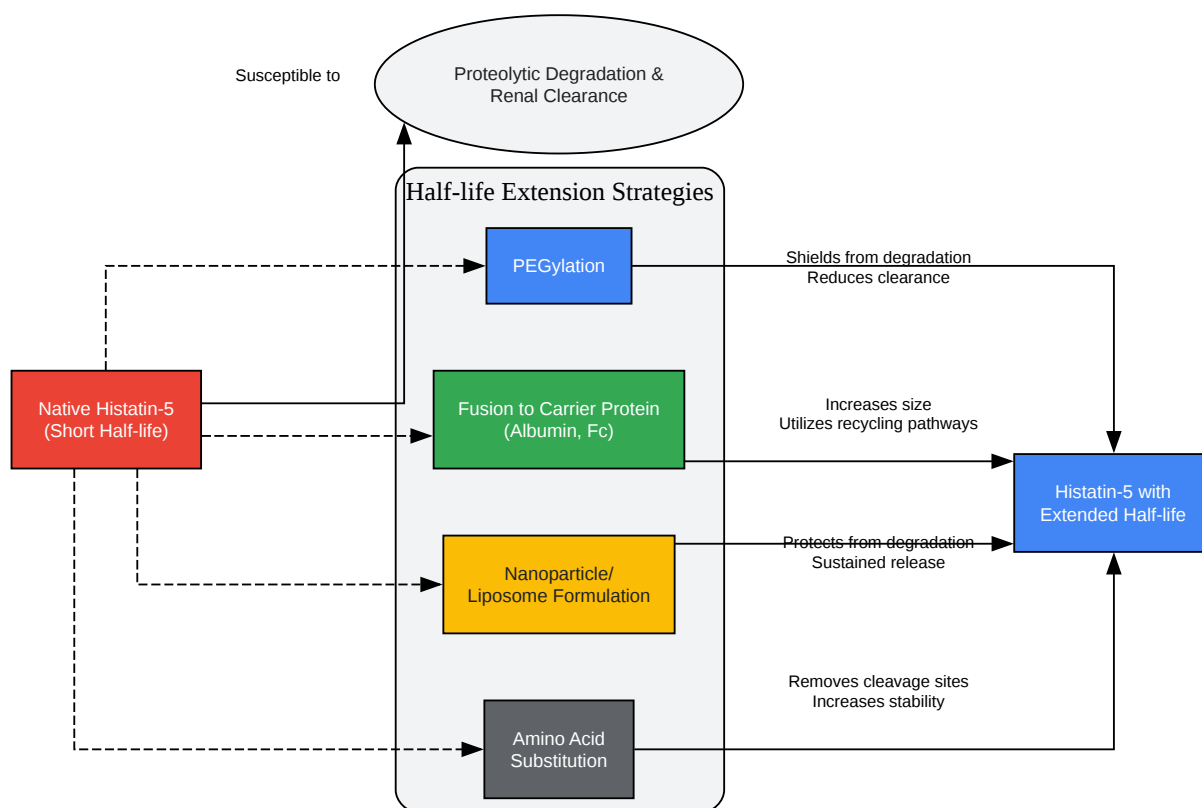 Susceptible to
Proteolytic Degradation &
Renal Clearance
Half-life Extension Strategies
PEGylation
Shields from degradation
Reduces clearance
Native Histatin-5
(Short Half-life)
Fusion to Carrier Protein
(Albumin, Fc)
Increases size
Utilizes recycling pathways
Histatin-5 with
Extended Half-life
Nanoparticle/
Liposome Formulation
Protects from degradation
Sustained release
Amino Acid
Substitution
Removes cleavage sites
Increases stability